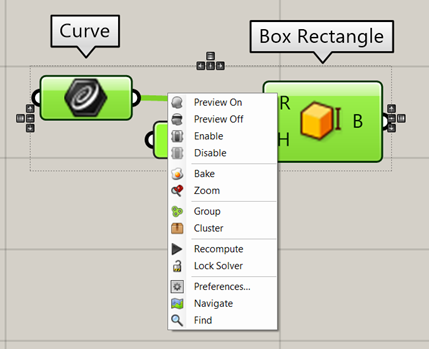 Curve
Box Rectangle
Preview On
Preview Off
Enable
Disable
Bake
Zoom
Group
Cluster
Recompute
Lock Solver
Preferences...
Navigate
Find
R
H
B